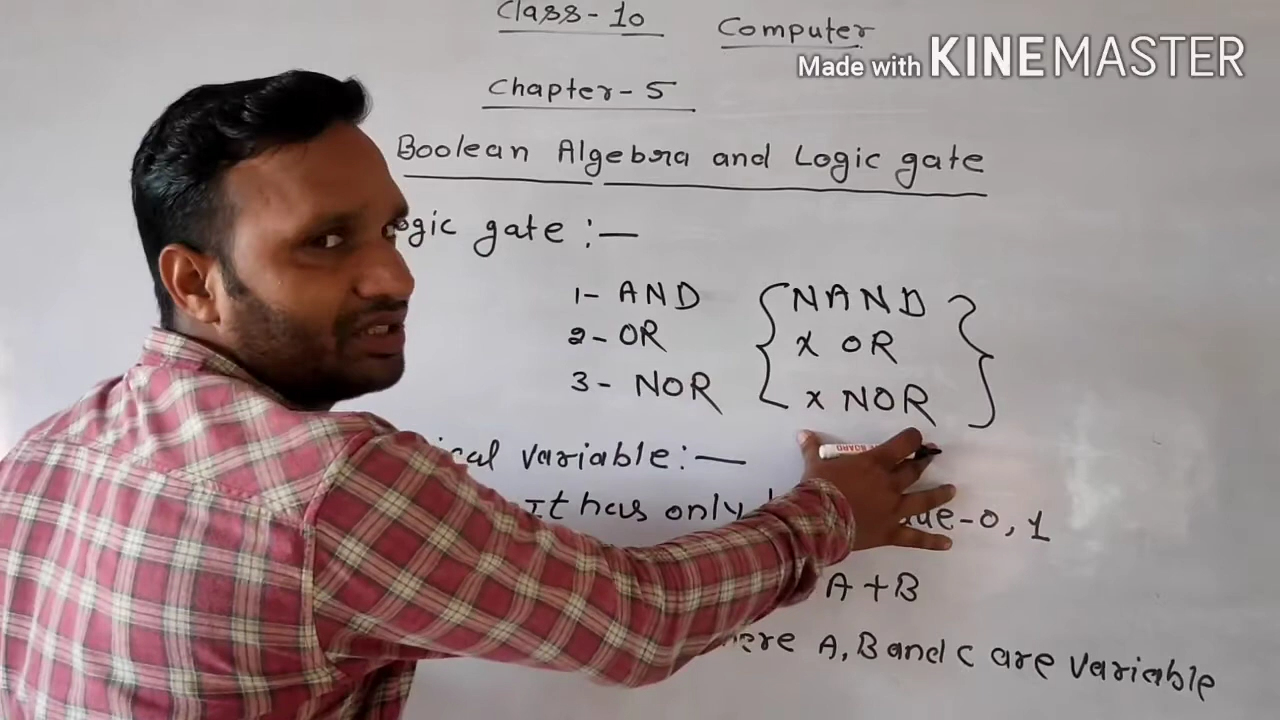 Class-10 Computer
Made with KINEMASTER
Chapter-5
Boolean Algebra and Logic gate
ogic gate :—
1- AND { NAND }
2- OR x OR
3- NOR x NOR
cal variable:—
It has only ue-0, 1
A+B
ere A, B and C are variable